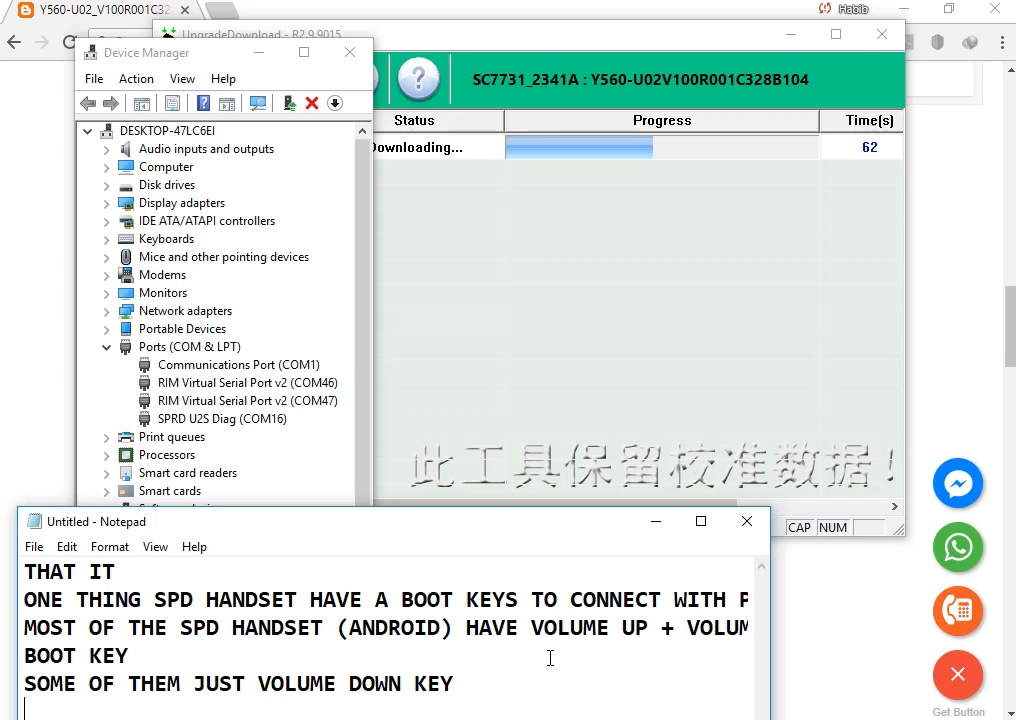 Y560-U02_V100R001C32
Habib
UpgradeDownload - R2.9.9015
Device Manager
File Action View Help
SC7731_2341A : Y560-U02V100R001C328B104
Status Progress Time(s)
Downloading... 62
DESKTOP-47LC6EI
Audio inputs and outputs
Computer
Disk drives
Display adapters
IDE ATA/ATAPI controllers
Keyboards
Mice and other pointing devices
Modems
Monitors
Network adapters
Portable Devices
Ports (COM & LPT)
Communications Port (COM1)
RIM Virtual Serial Port v2 (COM46)
RIM Virtual Serial Port v2 (COM47)
SPRD U2S Diag (COM16)
Print queues
Processors
Smart card readers
Smart cards
此工具保留校准数据!
CAP NUM
Untitled - Notepad
File Edit Format View Help
THAT IT
ONE THING SPD HANDSET HAVE A BOOT KEYS TO CONNECT WITH
MOST OF THE SPD HANDSET (ANDROID) HAVE VOLUME UP +
BOOT KEY
SOME OF THEM JUST VOLUME DOWN KEY
Get Button